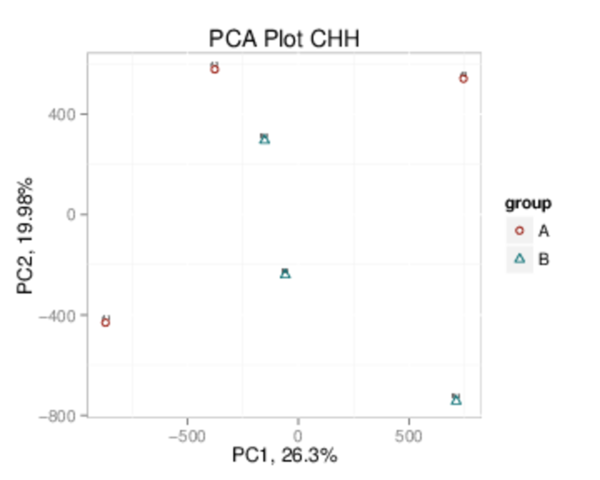 PCA Plot CHH
400
0
−400
−800
PC2, 19.98%
−500
0
500
PC1, 26.3%
group
A
B